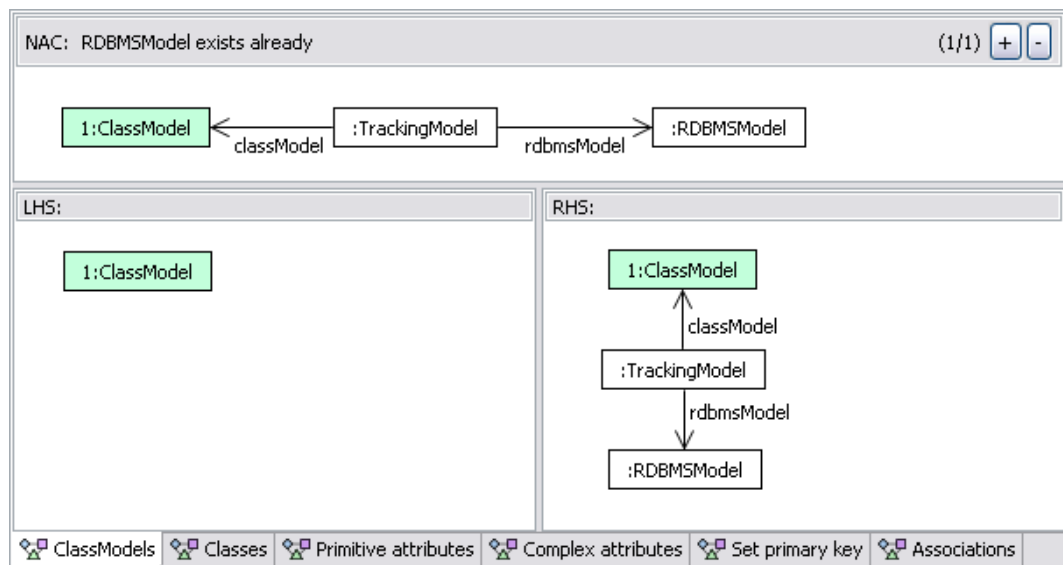 NAC: RDBMSModel exists already (1/1) + -
1:ClassModel :TrackingModel :RDBMSModel
classModel rdbmsModel
LHS:
1:ClassModel
RHS:
1:ClassModel
classModel
:TrackingModel
rdbmsModel
:RDBMSModel
ClassModels Classes Primitive attributes Complex attributes Set primary key Associations